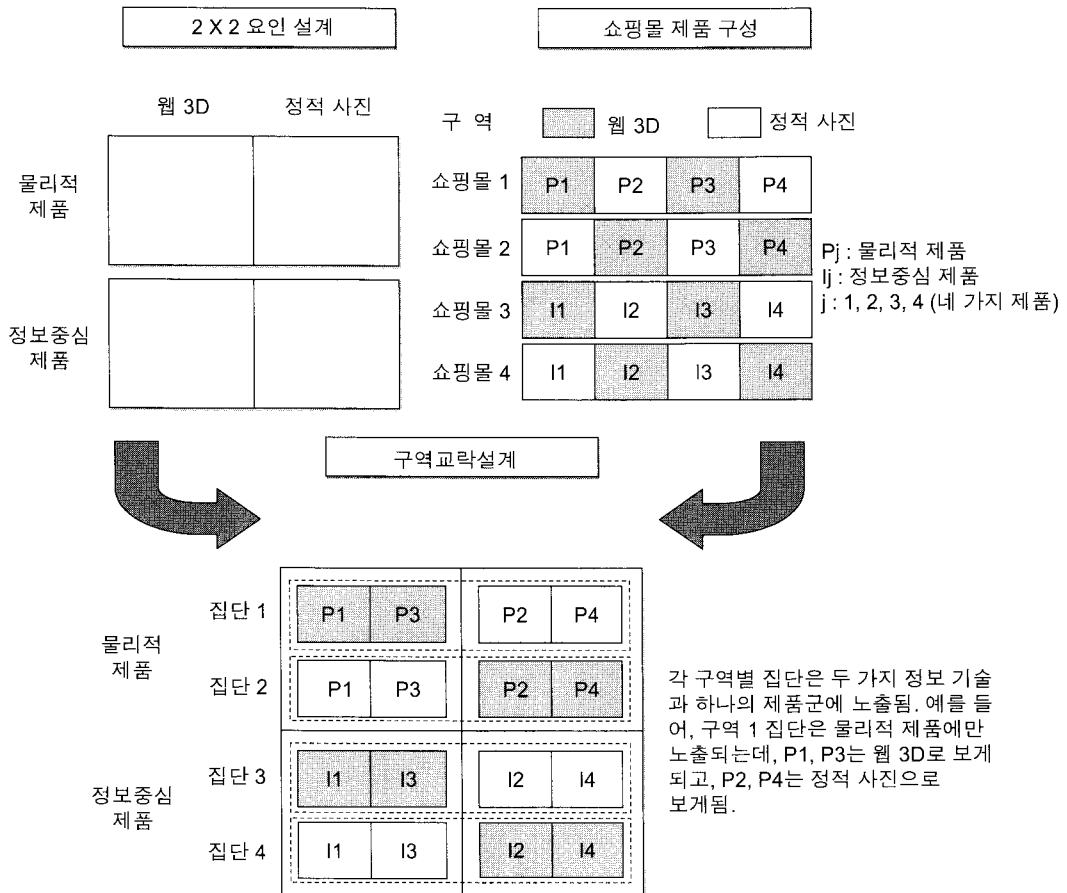 2 X 2 요인 설계
쇼핑몰 제품 구성
웹 3D
정적 사진
물리적
제품
정보중심
제품
구 역
웹 3D
정적 사진
쇼핑몰 1
P1
P2
P3
P4
쇼핑몰 2
P1
P2
P3
P4
쇼핑몰 3
I1
I2
I3
I4
쇼핑몰 4
I1
I2
I3
I4
Pj : 물리적 제품
Ij : 정보중심 제품
j : 1, 2, 3, 4 (네 가지 제품)
구역교락설계
물리적
제품
집단 1
P1
P3
P2
P4
집단 2
P1
P3
P2
P4
정보중심
제품
집단 3
I1
I3
I2
I4
집단 4
I1
I3
I2
I4
각 구역별 집단은 두 가지 정보 기술
과 하나의 제품군에 노출됨. 예를 들
어, 구역 1 집단은 물리적 제품에만
노출되는데, P1, P3는 웹 3D로 보게
되고, P2, P4는 정적 사진으로
보게됨.